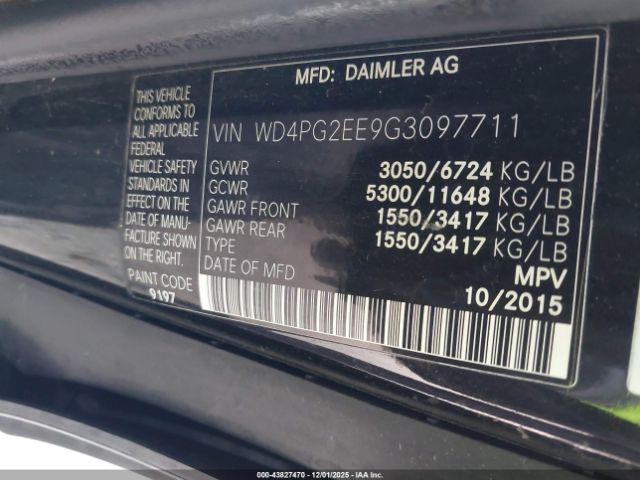 MFD: DAIMLER AG
THIS VEHICLE
CONFORMS TO
ALL APPLICABLE
FEDERAL
VEHICLE SAFETY
STANDARDS IN
EFFECT ON THE
DATE OF MANU-
FACTURE SHOWN
ON THE RIGHT.
PAINT CODE
9197
VIN WD4PG2EE9G3097711
GVWR 3050/6724 KG/LB
GCWR 5300/11648 KG/LB
GAWR FRONT 1550/3417 KG/LB
GAWR REAR 1550/3417 KG/LB
TYPE MPV
DATE OF MFD 10/2015
000-43827470 • 12/01/2025 • IAAI.COM